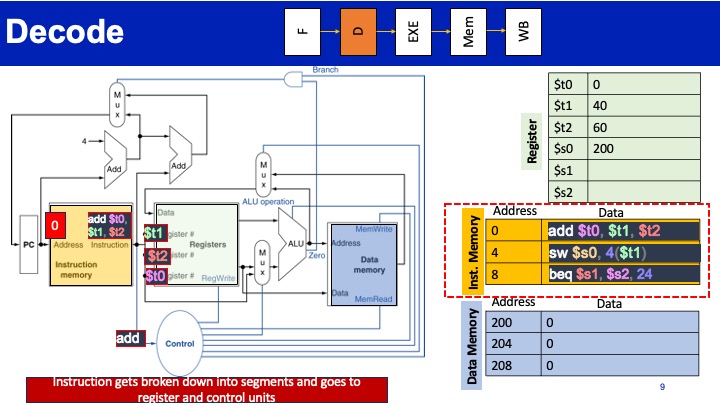 Decode
F
D
EXE
Mem
WB
Branch
M
u
x
4
Add
Add
M
u
x
ALU operation
PC
0
add $t0,
$t1, $t2
Address Instruction
Instruction
memory
Data
$t1
gister #
Registers
$t2
ister #
$t0
gister #
RegWrite
M
u
x
ALU
Zero
MemWrite
Address
Data
memory
Data
MemRead
add
Control
Instruction gets broken down into segments and goes to
register and control units
Register
$t0 0
$t1 40
$t2 60
$s0 200
$s1
$s2
Inst. Memory
Address Data
0 add $t0, $t1, $t2
4 sw $s0, 4($t1)
8 beq $s1, $s2, 24
Data Memory
Address Data
200 0
204 0
208 0
9